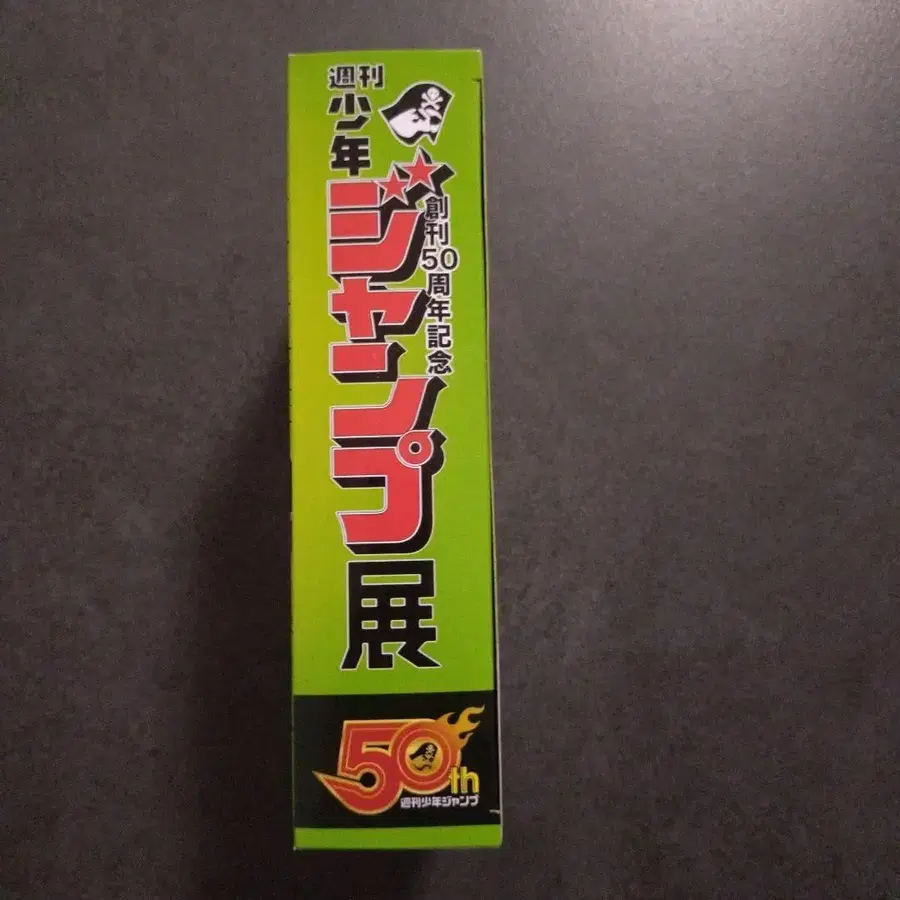 週刊
少年
ジャンプ
展
創刊50周年記念
50th
週刊少年ジャンプ